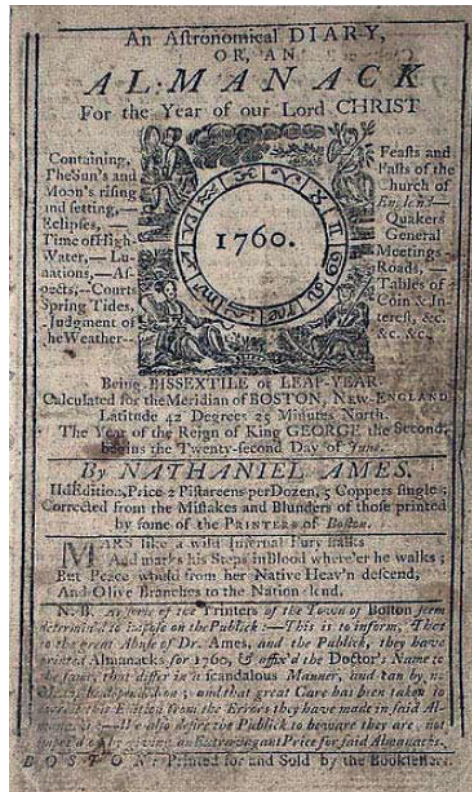 An Aſtronomical DIARY,
OR, AN
ALMANACK
For the Year of our Lord CHRIST
Containing,
The Sun's and
Moon's riſing
and ſetting,—
Eclipſes, —
Time of High-
Water,— Lu-
nations,— Aſ-
pects,--Courts
Spring Tides,
Judgment of
the Weather--
1760.
Feaſts and
Faſts of the
Church of
England—
Quakers
General
Meetings
Roads, —
Tables of
Coin & In-
tereſt, &c.
&c. &c.
Being BISSEXTILE or LEAP-YEAR.
Calculated for the Meridian of BOSTON, New-ENGLAND
Latitude 42 Degrees 25 Minutes North.
The Year of the Reign of King GEORGE the Second,
begins the Twenty-second Day of June.
By NATHANIEL AMES.
IId Edition, Price 2 Piſtareens per Dozen, 5 Coppers ſingle;
Corrected from the Miſtakes and Blunders of thoſe printed
by ſome of the PRINTERS of Boſton.
MARS like a wild Infernal Fury ſtalks
And marks his Steps in Blood where'er he walks;
But Peace from her Native Heav'n deſcend,
And Olive Branches to the Nation
N.B. As ſome of the Printers of the Town of Boſton ſeem
determin'd to impoſe on the Publick:—This is to inform, That
to the great Abuſe of Dr. Ames, and the Publick, they have
printed Almanacks for 1760, & affix'd the Doctor's Name to
the ſame, that differ in a ſcandalous Manner, and can by no
and that great Care has been taken to
this Edition from the Errors they have made in ſaid Al-
We alſo deſire the Publick to beware they are not
by giving an Extravagant Price for ſaid Almanacks.
BOSTON: Printed for and Sold by the Bookſellers.